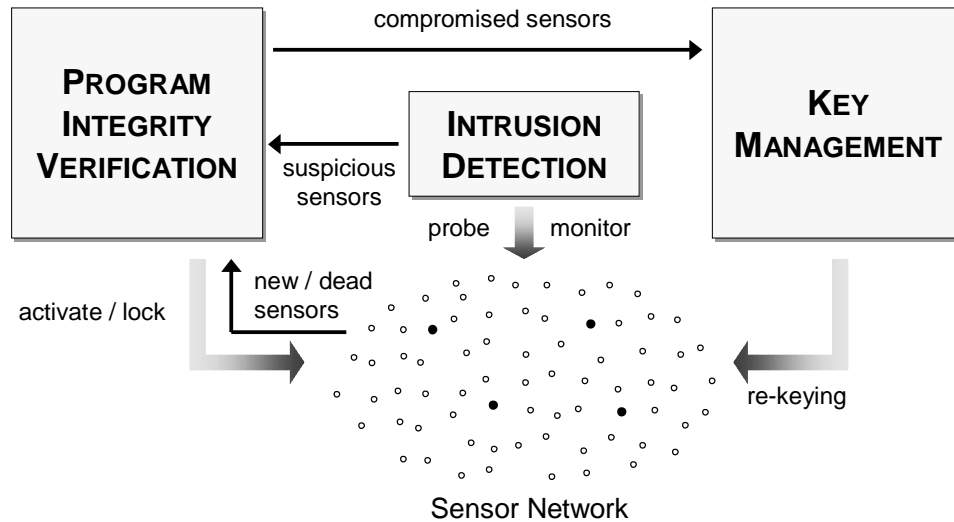 compromised sensors
PROGRAM
INTEGRITY
VERIFICATION
INTRUSION
DETECTION
KEY
MANAGEMENT
suspicious
sensors
probe
monitor
new / dead
sensors
activate / lock
re-keying
Sensor Network